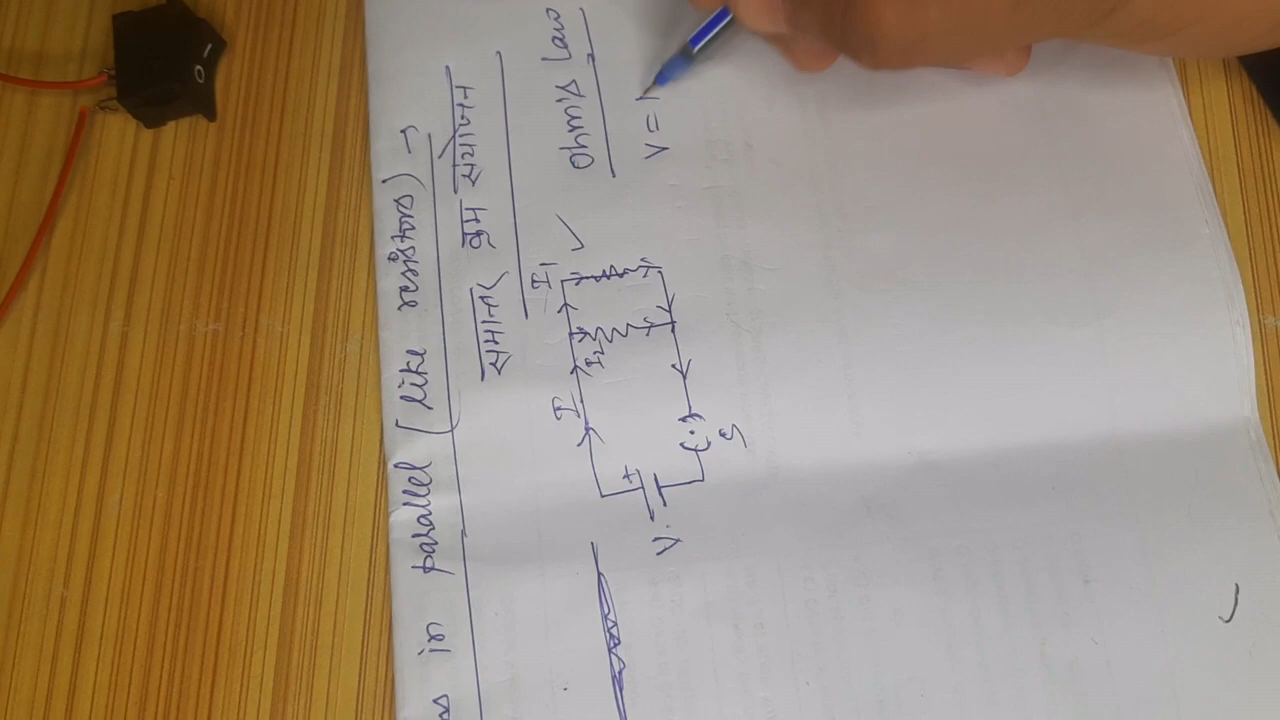 s in parallel (like resistors) →
समान्तर क्रम संयोजन
Ohm's law
V =
I
I1
I2
+
V.
(.)
S
O -